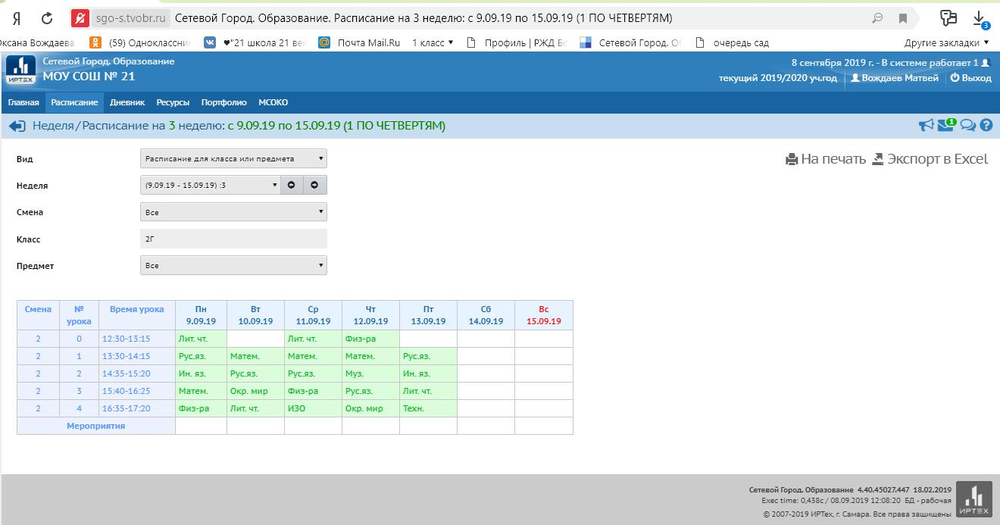 Я sgo-s.tvobr.ru Сетевой Город. Образование. Расписание на 3 неделю: с 9.09.19 по 15.09.19 (1 ПО ЧЕТВЕРТЯМ) 3
Оксана Вождаева (59) Одноклассни ♥"21 школа 21 век Почта Mail.Ru 1 класс Профиль | РЖД Бо Сетевой Город. Об очередь сад Другие закладки
ИРТЕХ
Сетевой Город. Образование
МОУ СОШ № 21
8 сентября 2019 г. - В системе работает 1
текущий 2019/2020 уч.год Вождаев Матвей Выход
Главная Расписание Дневник Ресурсы Портфолио МСОКО
Неделя/Расписание на 3 неделю: с 9.09.19 по 15.09.19 (1 ПО ЧЕТВЕРТЯМ) 1 ?
Вид Расписание для класса или предмета На печать Экспорт в Excel
Неделя (9.09.19 - 15.09.19) :3
Смена Все
Класс 2Г
Предмет Все
Смена № урока Время урока Пн 9.09.19 Вт 10.09.19 Ср 11.09.19 Чт 12.09.19 Пт 13.09.19 Сб 14.09.19 Вс 15.09.19
2 0 12:30-13:15 Лит. чт. Лит. чт. Физ-ра
2 1 13:30-14:15 Рус.яз. Матем. Матем. Матем. Рус.яз.
2 2 14:35-15:20 Ин. яз. Рус.яз. Рус.яз. Муз. Ин. яз.
2 3 15:40-16:25 Матем. Окр. мир Физ-ра Рус.яз. Лит. чт.
2 4 16:35-17:20 Физ-ра Лит. чт. ИЗО Окр. мир Техн.
Мероприятия
Сетевой Город. Образование 4.40.45027.447 18.02.2019
Exec time: 0,438с / 08.09.2019 12:08:20 БД - рабочая
© 2007-2019 ИРТех, г. Самара. Все права защищены
ИРТЕХ